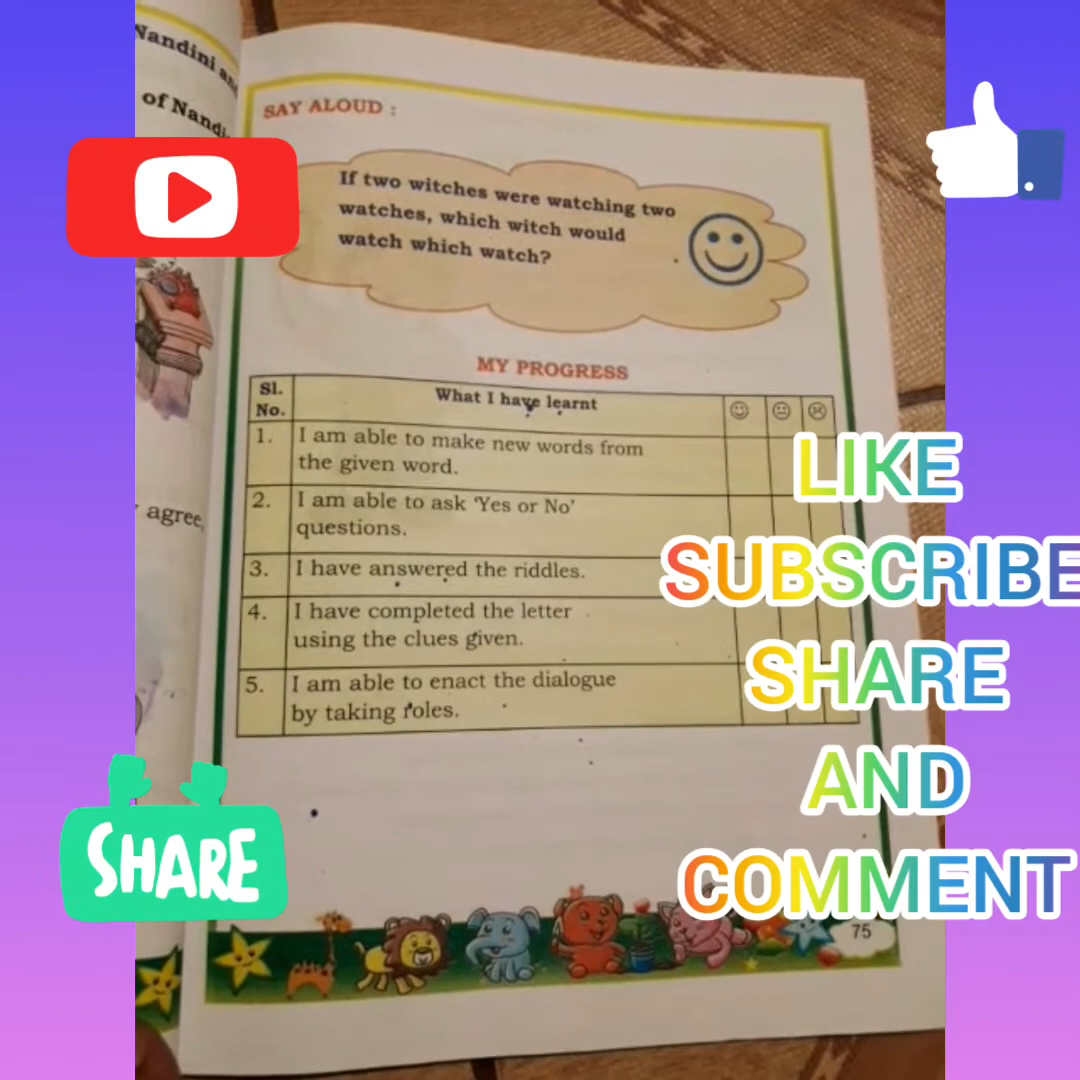 Nandini
of Nandi
agree,
SAY ALOUD :
If two witches were watching two
watches, which witch would
watch which watch?
MY PROGRESS
Sl.
No.
What I have learnt
1.
I am able to make new words from
the given word.
2.
I am able to ask ‘Yes or No’
questions.
3.
I have answered the riddles.
4.
I have completed the letter
using the clues given.
5.
I am able to enact the dialogue
by taking roles.
75
LIKE
SUBSCRIBE
SHARE
AND
COMMENT
SHARE